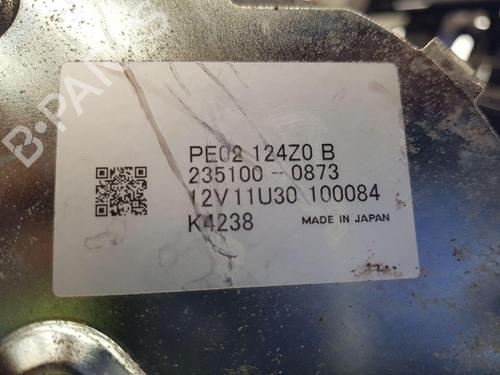 B-PARTS
PE02 124Z0 B
235100-0873
12V11U30 100084
K4238 MADE IN JAPAN